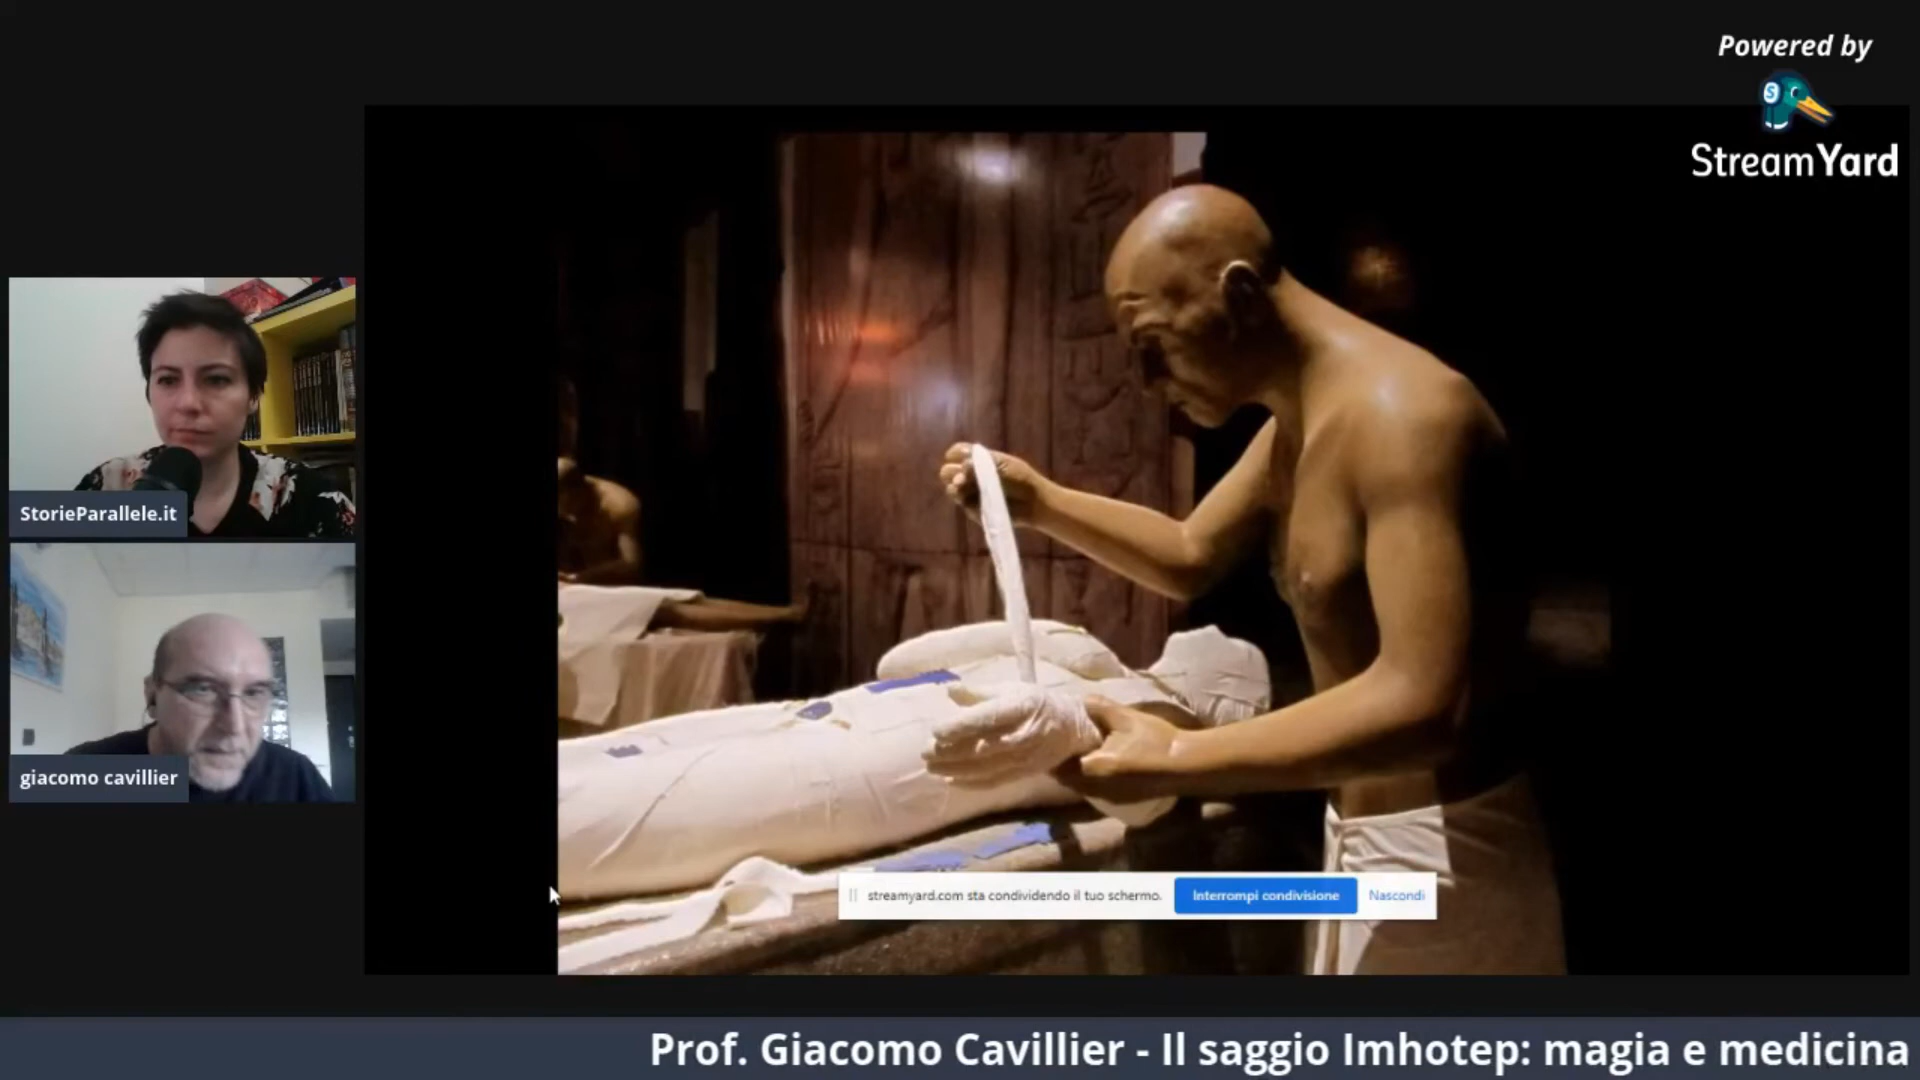 Powered by
StreamYard
StorieParallele.it
giacomo cavillier
streamyard.com sta condividendo il tuo schermo.
Interrompi condivisione
Nascondi
Prof. Giacomo Cavillier - Il saggio Imhotep: magia e medicina